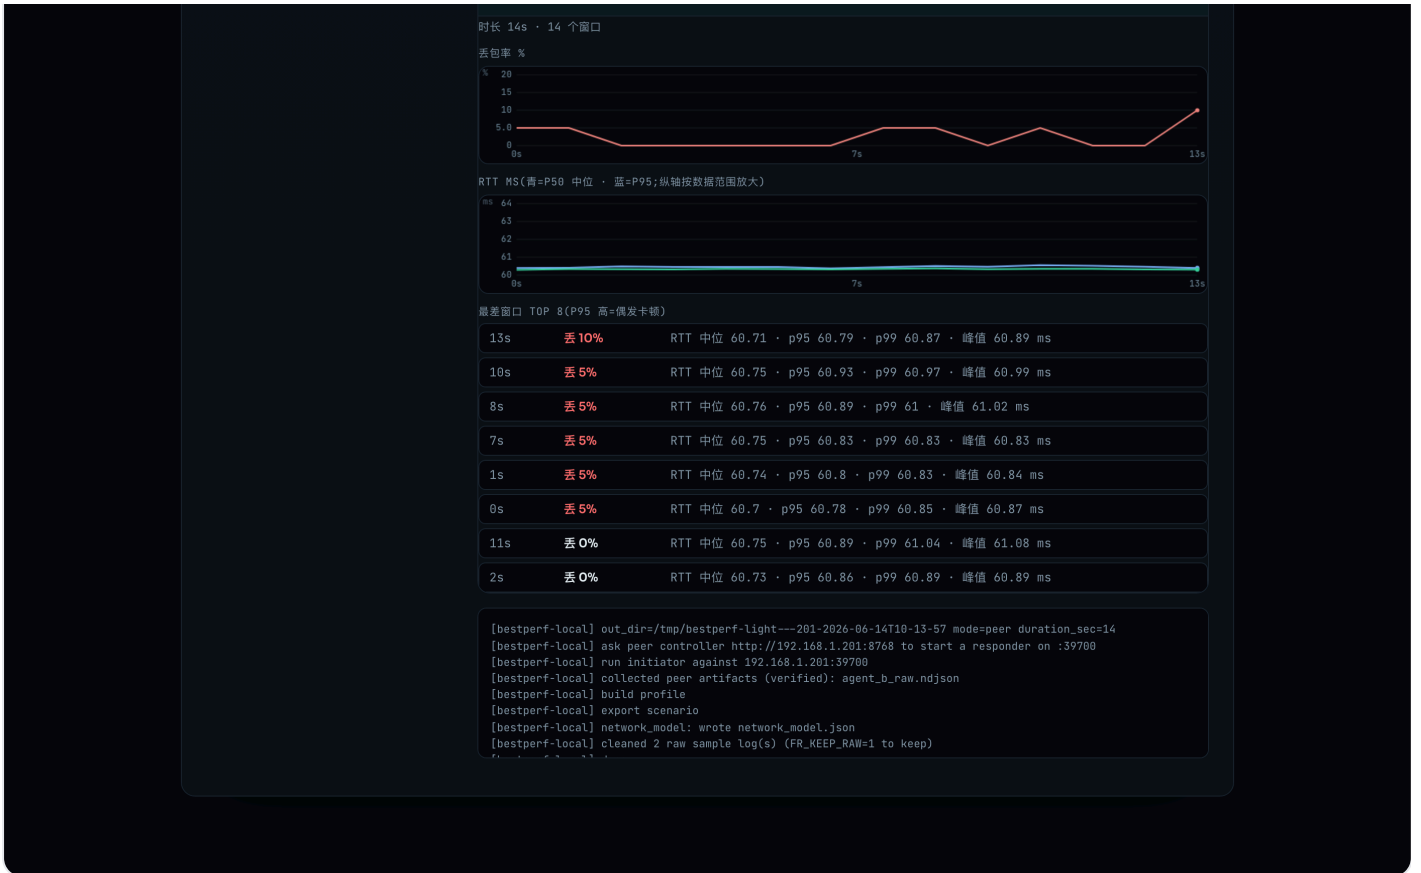 时长 14s · 14 个窗口
丢包率 %
%
20
15
10
5.0
0
0s 7s 13s
RTT MS(青=P50 中位 · 蓝=P95;纵轴按数据范围放大)
ms
64
63
62
61
60
0s 7s 13s
最差窗口 TOP 8(P95 高=偶发卡顿)
13s 丢 10% RTT 中位 60.71 · p95 60.79 · p99 60.87 · 峰值 60.89 ms
10s 丢 5% RTT 中位 60.75 · p95 60.93 · p99 60.97 · 峰值 60.99 ms
8s 丢 5% RTT 中位 60.76 · p95 60.89 · p99 61 · 峰值 61.02 ms
7s 丢 5% RTT 中位 60.75 · p95 60.83 · p99 60.83 · 峰值 60.83 ms
1s 丢 5% RTT 中位 60.74 · p95 60.8 · p99 60.83 · 峰值 60.84 ms
0s 丢 5% RTT 中位 60.7 · p95 60.78 · p99 60.85 · 峰值 60.87 ms
11s 丢 0% RTT 中位 60.75 · p95 60.89 · p99 61.04 · 峰值 61.08 ms
2s 丢 0% RTT 中位 60.73 · p95 60.86 · p99 60.89 · 峰值 60.89 ms
[bestperf-local] out_dir=/tmp/bestperf-light---201-2026-06-14T10-13-57 mode=peer duration_sec=14
[bestperf-local] ask peer controller http://192.168.1.201:8768 to start a responder on :39700
[bestperf-local] run initiator against 192.168.1.201:39700
[bestperf-local] collected peer artifacts (verified): agent_b_raw.ndjson
[bestperf-local] build profile
[bestperf-local] export scenario
[bestperf-local] network_model: wrote network_model.json
[bestperf-local] cleaned 2 raw sample log(s) (FR_KEEP_RAW=1 to keep)